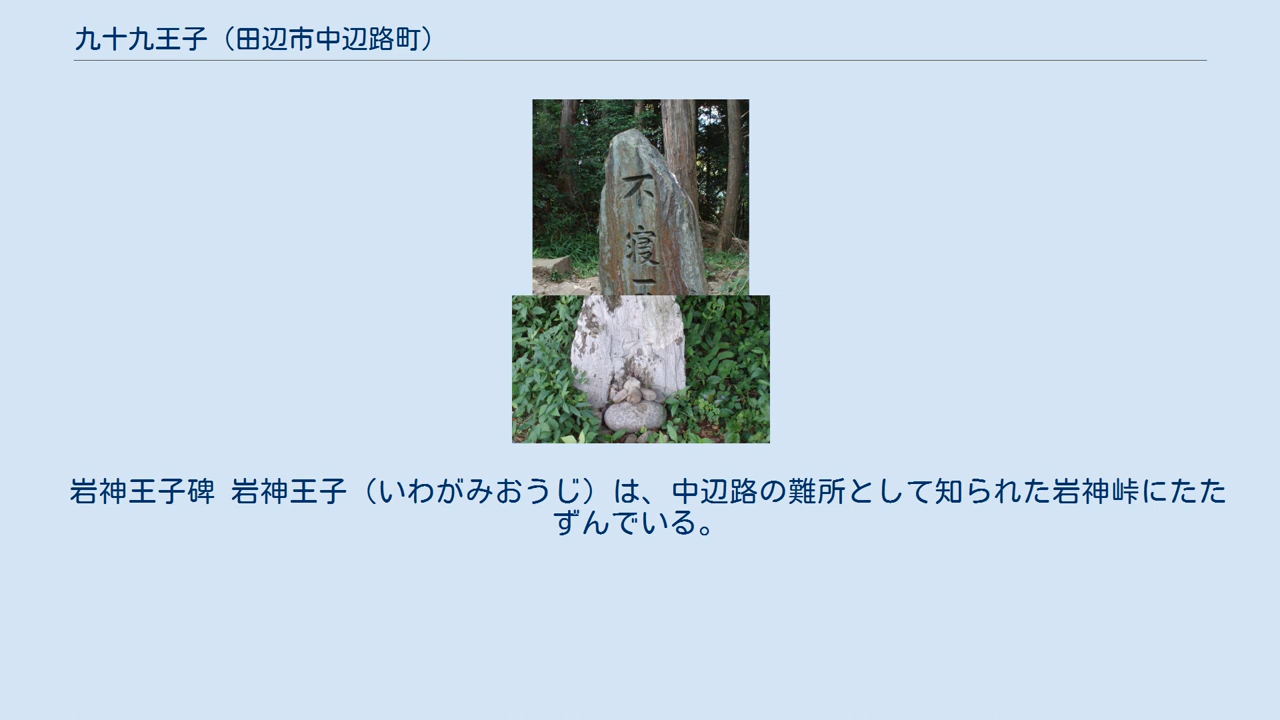 九十九王子（田辺市中辺路町）
不寝
岩神王子碑 岩神王子（いわがみおうじ）は、中辺路の難所として知られた岩神峠にたた
ずんでいる。